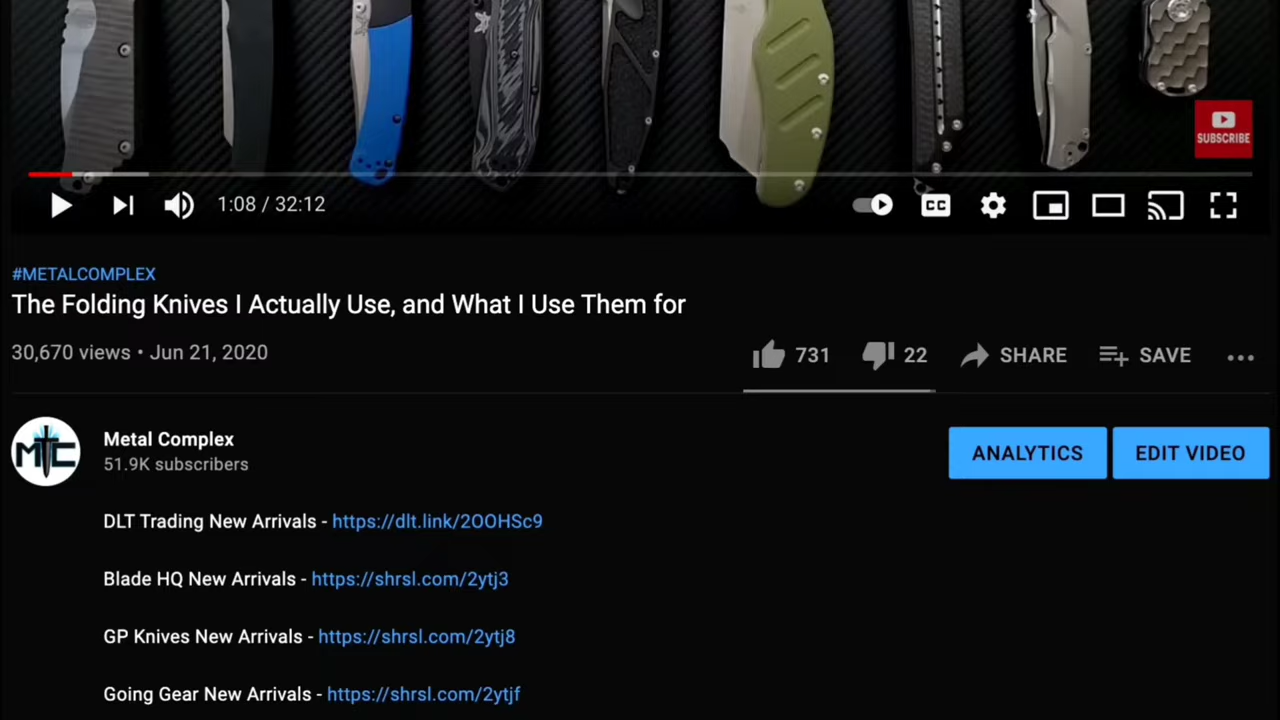 SUBSCRIBE
1:08 / 32:12
CC
#METALCOMPLEX
The Folding Knives I Actually Use, and What I Use Them for
30,670 views • Jun 21, 2020
731 22 SHARE SAVE
MTC
Metal Complex
51.9K subscribers
ANALYTICS EDIT VIDEO
DLT Trading New Arrivals - https://dlt.link/2OOHSc9
Blade HQ New Arrivals - https://shrsl.com/2ytj3
GP Knives New Arrivals - https://shrsl.com/2ytj8
Going Gear New Arrivals - https://shrsl.com/2ytjf